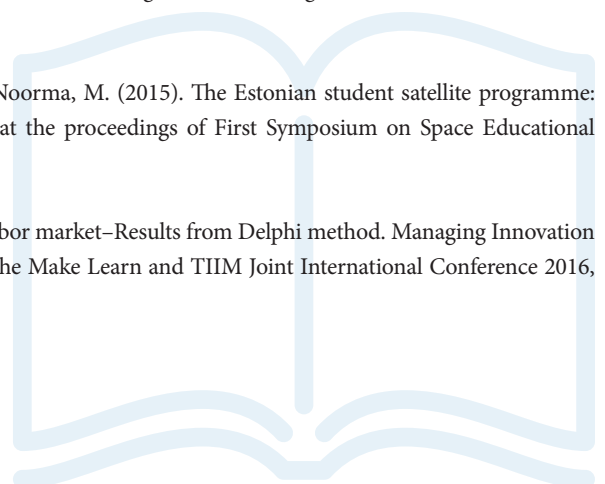 Noorma, M. (2015). The Estonian student satellite programme:
at the proceedings of First Symposium on Space Educational
bor market–Results from Delphi method. Managing Innovation
he Make Learn and TIIM Joint International Conference 2016,